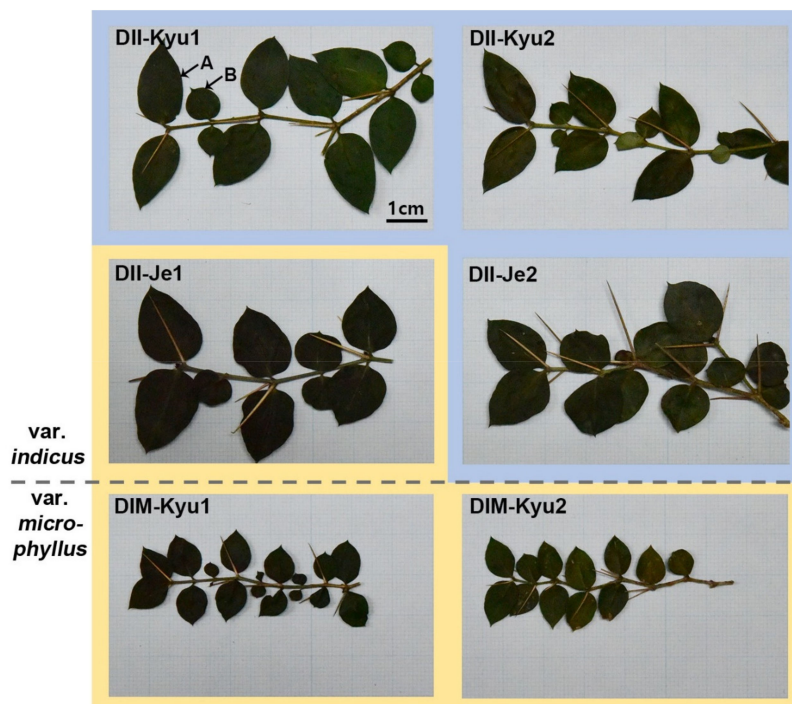 DII-Kyu1
A
B
1cm
DII-Kyu2
DII-Je1
DII-Je2
var.
indicus
var.
micro-
phyllus
DIM-Kyu1
DIM-Kyu2